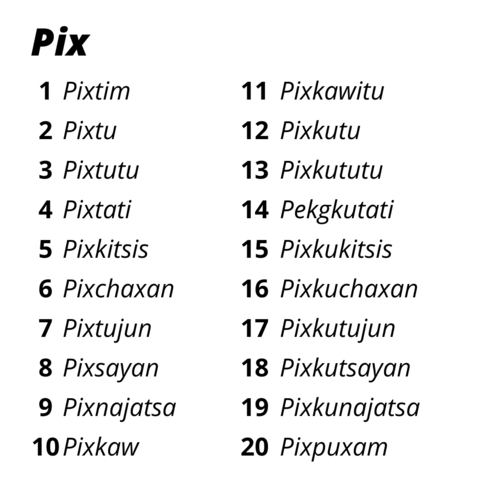 Pix
1 Pixtim
2 Pixtu
3 Pixtutu
4 Pixtati
5 Pixkitsis
6 Pixchaxan
7 Pixtujun
8 Pixsayan
9 Pixnajatsa
10 Pixkaw
11 Pixkawitu
12 Pixkutu
13 Pixkututu
14 Pekgkutati
15 Pixkukitsis
16 Pixkuchaxan
17 Pixkutujun
18 Pixkutsayan
19 Pixkunajatsa
20 Pixpuxam